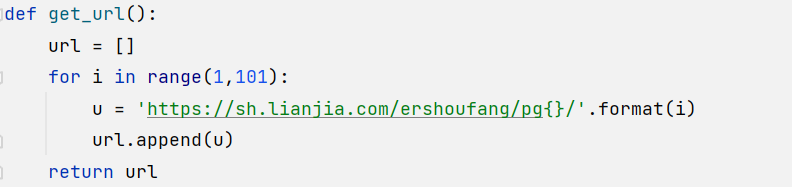 def get_url():
    url = []
    for i in range(1,101):
        u = 'https://sh.lianjia.com/ershoufang/pg{}/'.format(i)
        url.append(u)
    return url